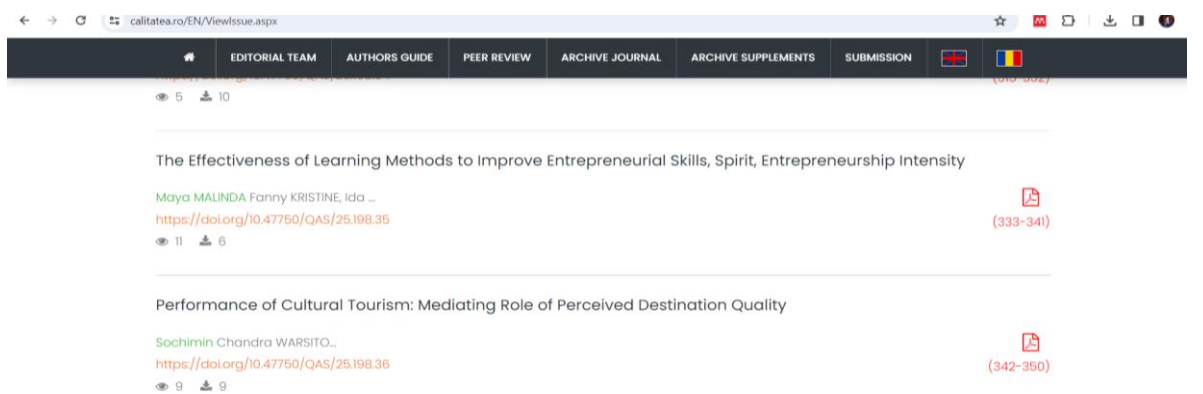 calitatea.ro/EN/ViewIssue.aspx
EDITORIAL TEAM AUTHORS GUIDE PEER REVIEW ARCHIVE JOURNAL ARCHIVE SUPPLEMENTS SUBMISSION
5 10
The Effectiveness of Learning Methods to Improve Entrepreneurial Skills, Spirit, Entrepreneurship Intensity
Maya MALINDA Fanny KRISTINE, Ida ...
https://doi.org/10.47750/QAS/25.198.35
(333-341)
11 6
Performance of Cultural Tourism: Mediating Role of Perceived Destination Quality
Sochimin Chandra WARSITO...
https://doi.org/10.47750/QAS/25.198.36
(342-350)
9 9